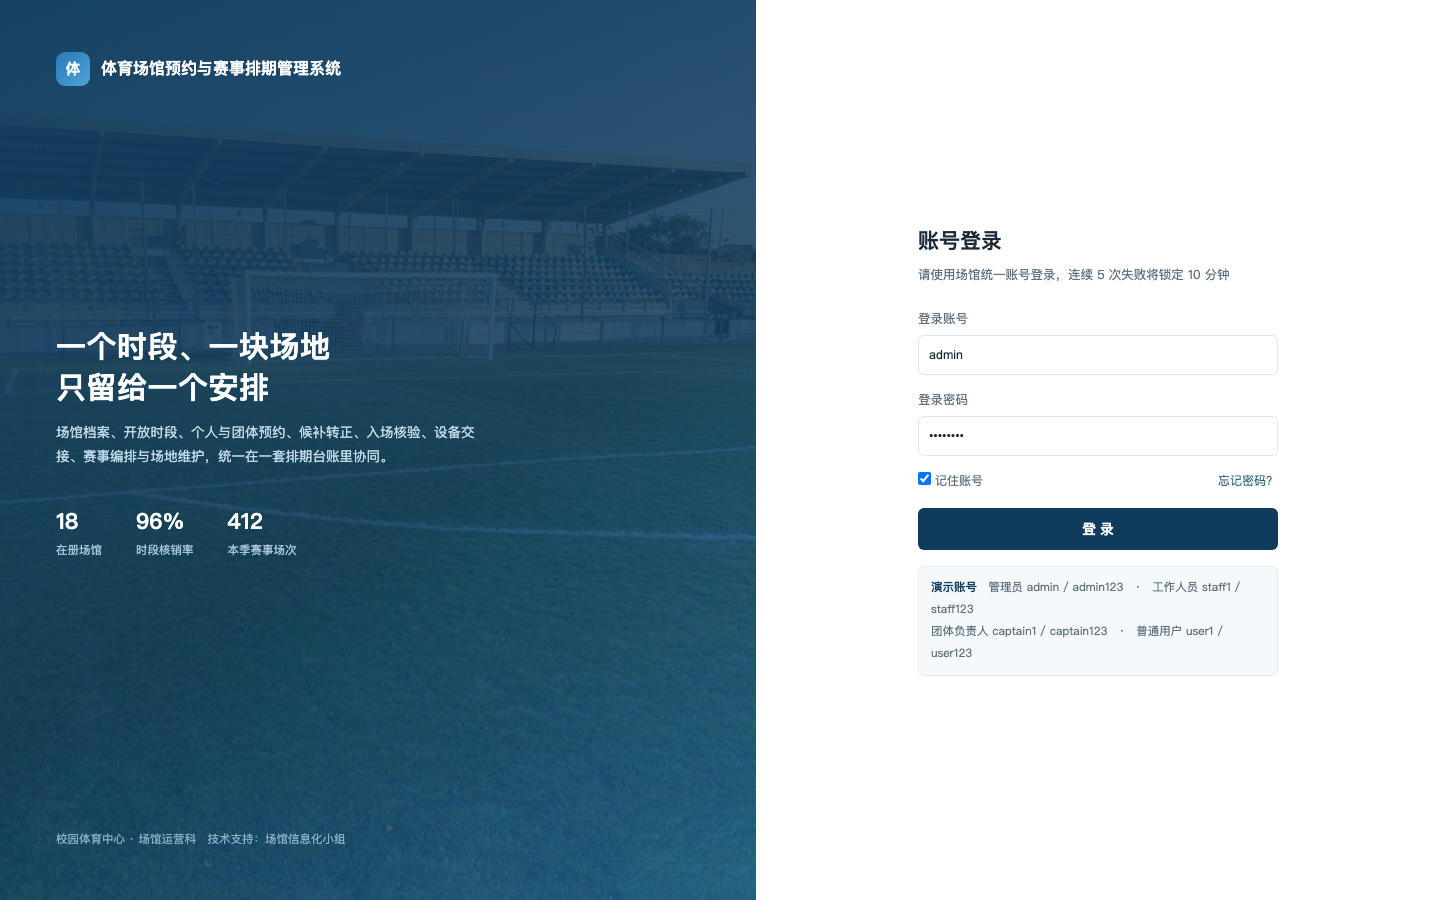 体 体育场馆预约与赛事排期管理系统
一个时段、一块场地
只留给一个安排
场馆档案、开放时段、个人与团体预约、候补转正、入场核验、设备交
接、赛事编排与场地维护，统一在一套排期台账里协同。
18 96% 412
在册场馆 时段核销率 本季赛事场次
校园体育中心 · 场馆运营科 技术支持：场馆信息化小组
账号登录
请使用场馆统一账号登录，连续 5 次失败将锁定 10 分钟
登录账号
admin
登录密码
••••••••
记住账号 忘记密码?
登 录
演示账号 管理员 admin / admin123 · 工作人员 staff1 /
staff123
团体负责人 captain1 / captain123 · 普通用户 user1 /
user123